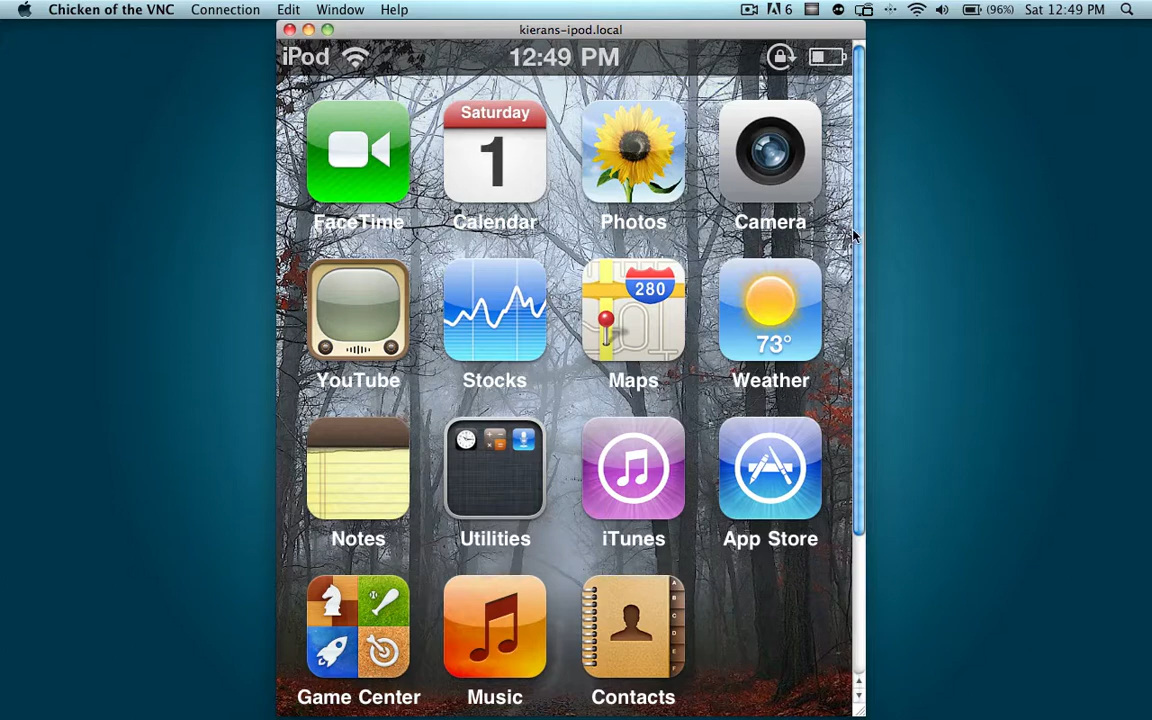 Chicken of the VNC Connection Edit Window Help 6 (96%) Sat 12:49 PM
kierans-ipod.local
iPod 12:49 PM
Saturday
1
FaceTime Calendar Photos Camera
280
73°
YouTube Stocks Maps Weather
Notes Utilities iTunes App Store
A
B
C
D
E
F
Game Center Music Contacts